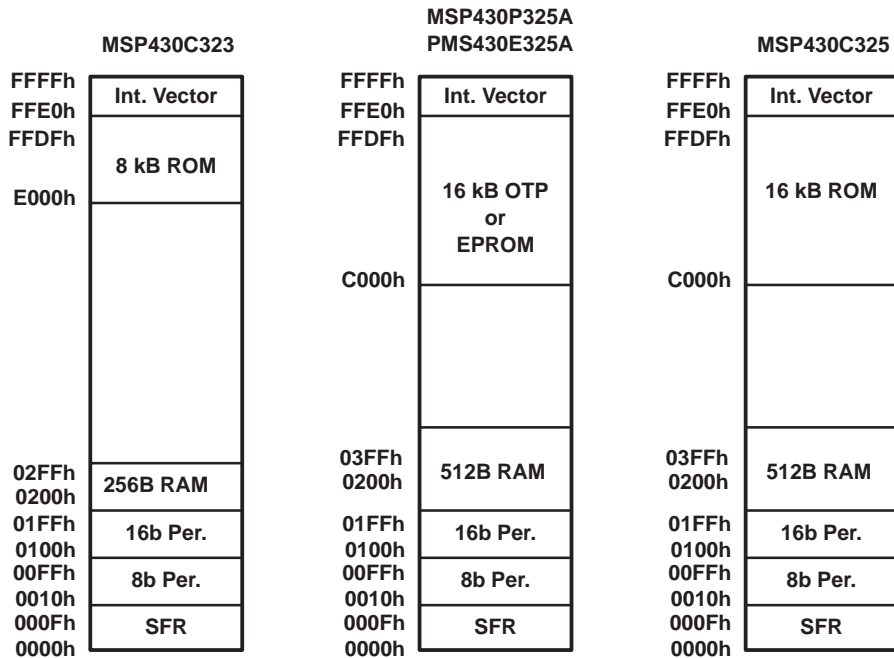 MSP430C323
FFFFh
FFE0h
FFDFh
E000h
02FFh
0200h
01FFh
0100h
00FFh
0010h
000Fh
0000h
Int. Vector
8 kB ROM
256B RAM
16b Per.
8b Per.
SFR
MSP430P325A
PMS430E325A
FFFFh
FFE0h
FFDFh
C000h
03FFh
0200h
01FFh
0100h
00FFh
0010h
000Fh
0000h
Int. Vector
16 kB OTP
or
EPROM
512B RAM
16b Per.
8b Per.
SFR
MSP430C325
FFFFh
FFE0h
FFDFh
C000h
03FFh
0200h
01FFh
0100h
00FFh
0010h
000Fh
0000h
Int. Vector
16 kB ROM
512B RAM
16b Per.
8b Per.
SFR